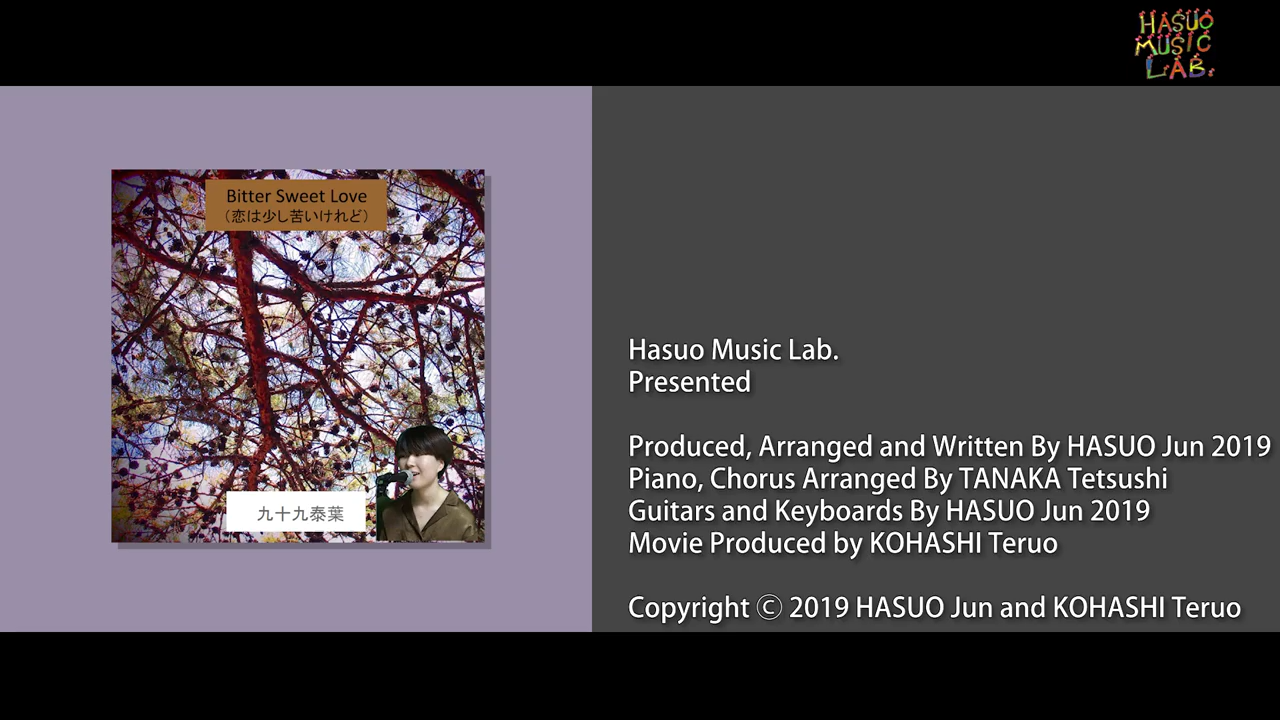 HASUO
MUSIC
LAB.
Bitter Sweet Love
（恋は少し苦いけれど）
九十九泰葉
Hasuo Music Lab.
Presented
Produced, Arranged and Written By HASUO Jun 2019
Piano, Chorus Arranged By TANAKA Tetsushi
Guitars and Keyboards By HASUO Jun 2019
Movie Produced by KOHASHI Teruo
Copyright Ⓒ 2019 HASUO Jun and KOHASHI Teruo